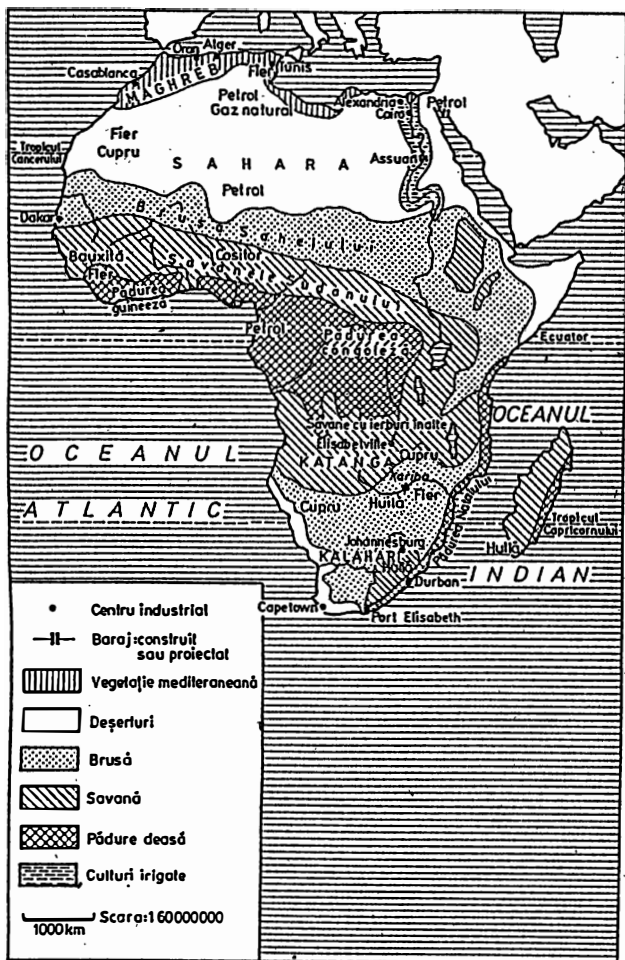 Oran Alger
Casablanca
Tunis
Fier
MAGHREB
Petrol
Gaz natural
Alexandria
Cairo
Petrol
Fier
Cupru
Tropicul
Cancerului
SAHARA
Assuan
Petrol
Dakar
Brusa Sahelului
Bauxită
Fier
Cositor
Savanele Sudanului
Pădurea
guineeză
Petrol
Pădurea
congoleză
Ecuator
OCEANUL
Savane cu ierburi înalte
Elisabetville
OCEANUL
KATANGA
Cupru
Kariba
ATLANTIC
Cupru
Huilă
Fier
Pădurea Natalului
Tropicul
Capricornului
Johannesburg
Huilă
KALAHARI
Huilă
INDIAN
Durban
Capetown
Port Elisabeth
Centru industrial
Baraj:construit
sau proiectat
Vegetație mediteraneană
Deșerturi
Brusă
Savană
Pădure deasă
Culturi irigate
1000 km
Scara:1 60000000